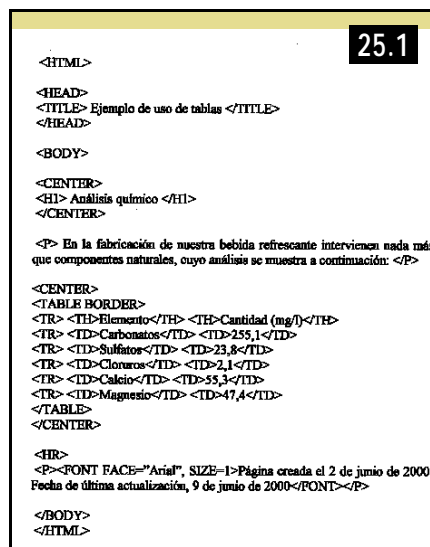 25.1
<HTML>
<HEAD>
<TITLE> Ejemplo de uso de tablas </TITLE>
</HEAD>
<BODY>
<CENTER>
<H1> Análisis químico </H1>
</CENTER>
<P> En la fabricación de nuestra bebida refrescante intervienen nada más
que componentes naturales, cuyo análisis se muestra a continuación: </P>
<CENTER>
<TABLE BORDER>
<TR> <TH>Elemento</TH> <TH>Cantidad (mg/l)</TH>
<TR> <TD>Carbonatos</TD> <TD>255,1</TD>
<TR> <TD>Sulfatos</TD> <TD>23,8</TD>
<TR> <TD>Cloruros</TD> <TD>2,1</TD>
<TR> <TD>Calcio</TD> <TD>55,3</TD>
<TR> <TD>Magnesio</TD> <TD>47,4</TD>
</TABLE>
</CENTER>
<HR>
<P><FONT FACE="Arial", SIZE=1>Página creada el 2 de junio de 2000
Fecha de última actualización, 9 de junio de 2000</FONT></P>
</BODY>
</HTML>